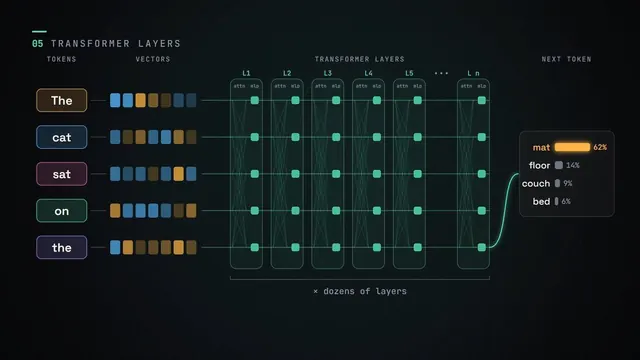 05 TRANSFORMER LAYERS
TOKENS VECTORS TRANSFORMER LAYERS NEXT TOKEN
L1 L2 L3 L4 L5 ••• L n
attn mlp attn mlp attn mlp attn mlp attn mlp attn mlp
The
cat
sat
on
the
mat 62%
floor 14%
couch 9%
bed 6%
× dozens of layers